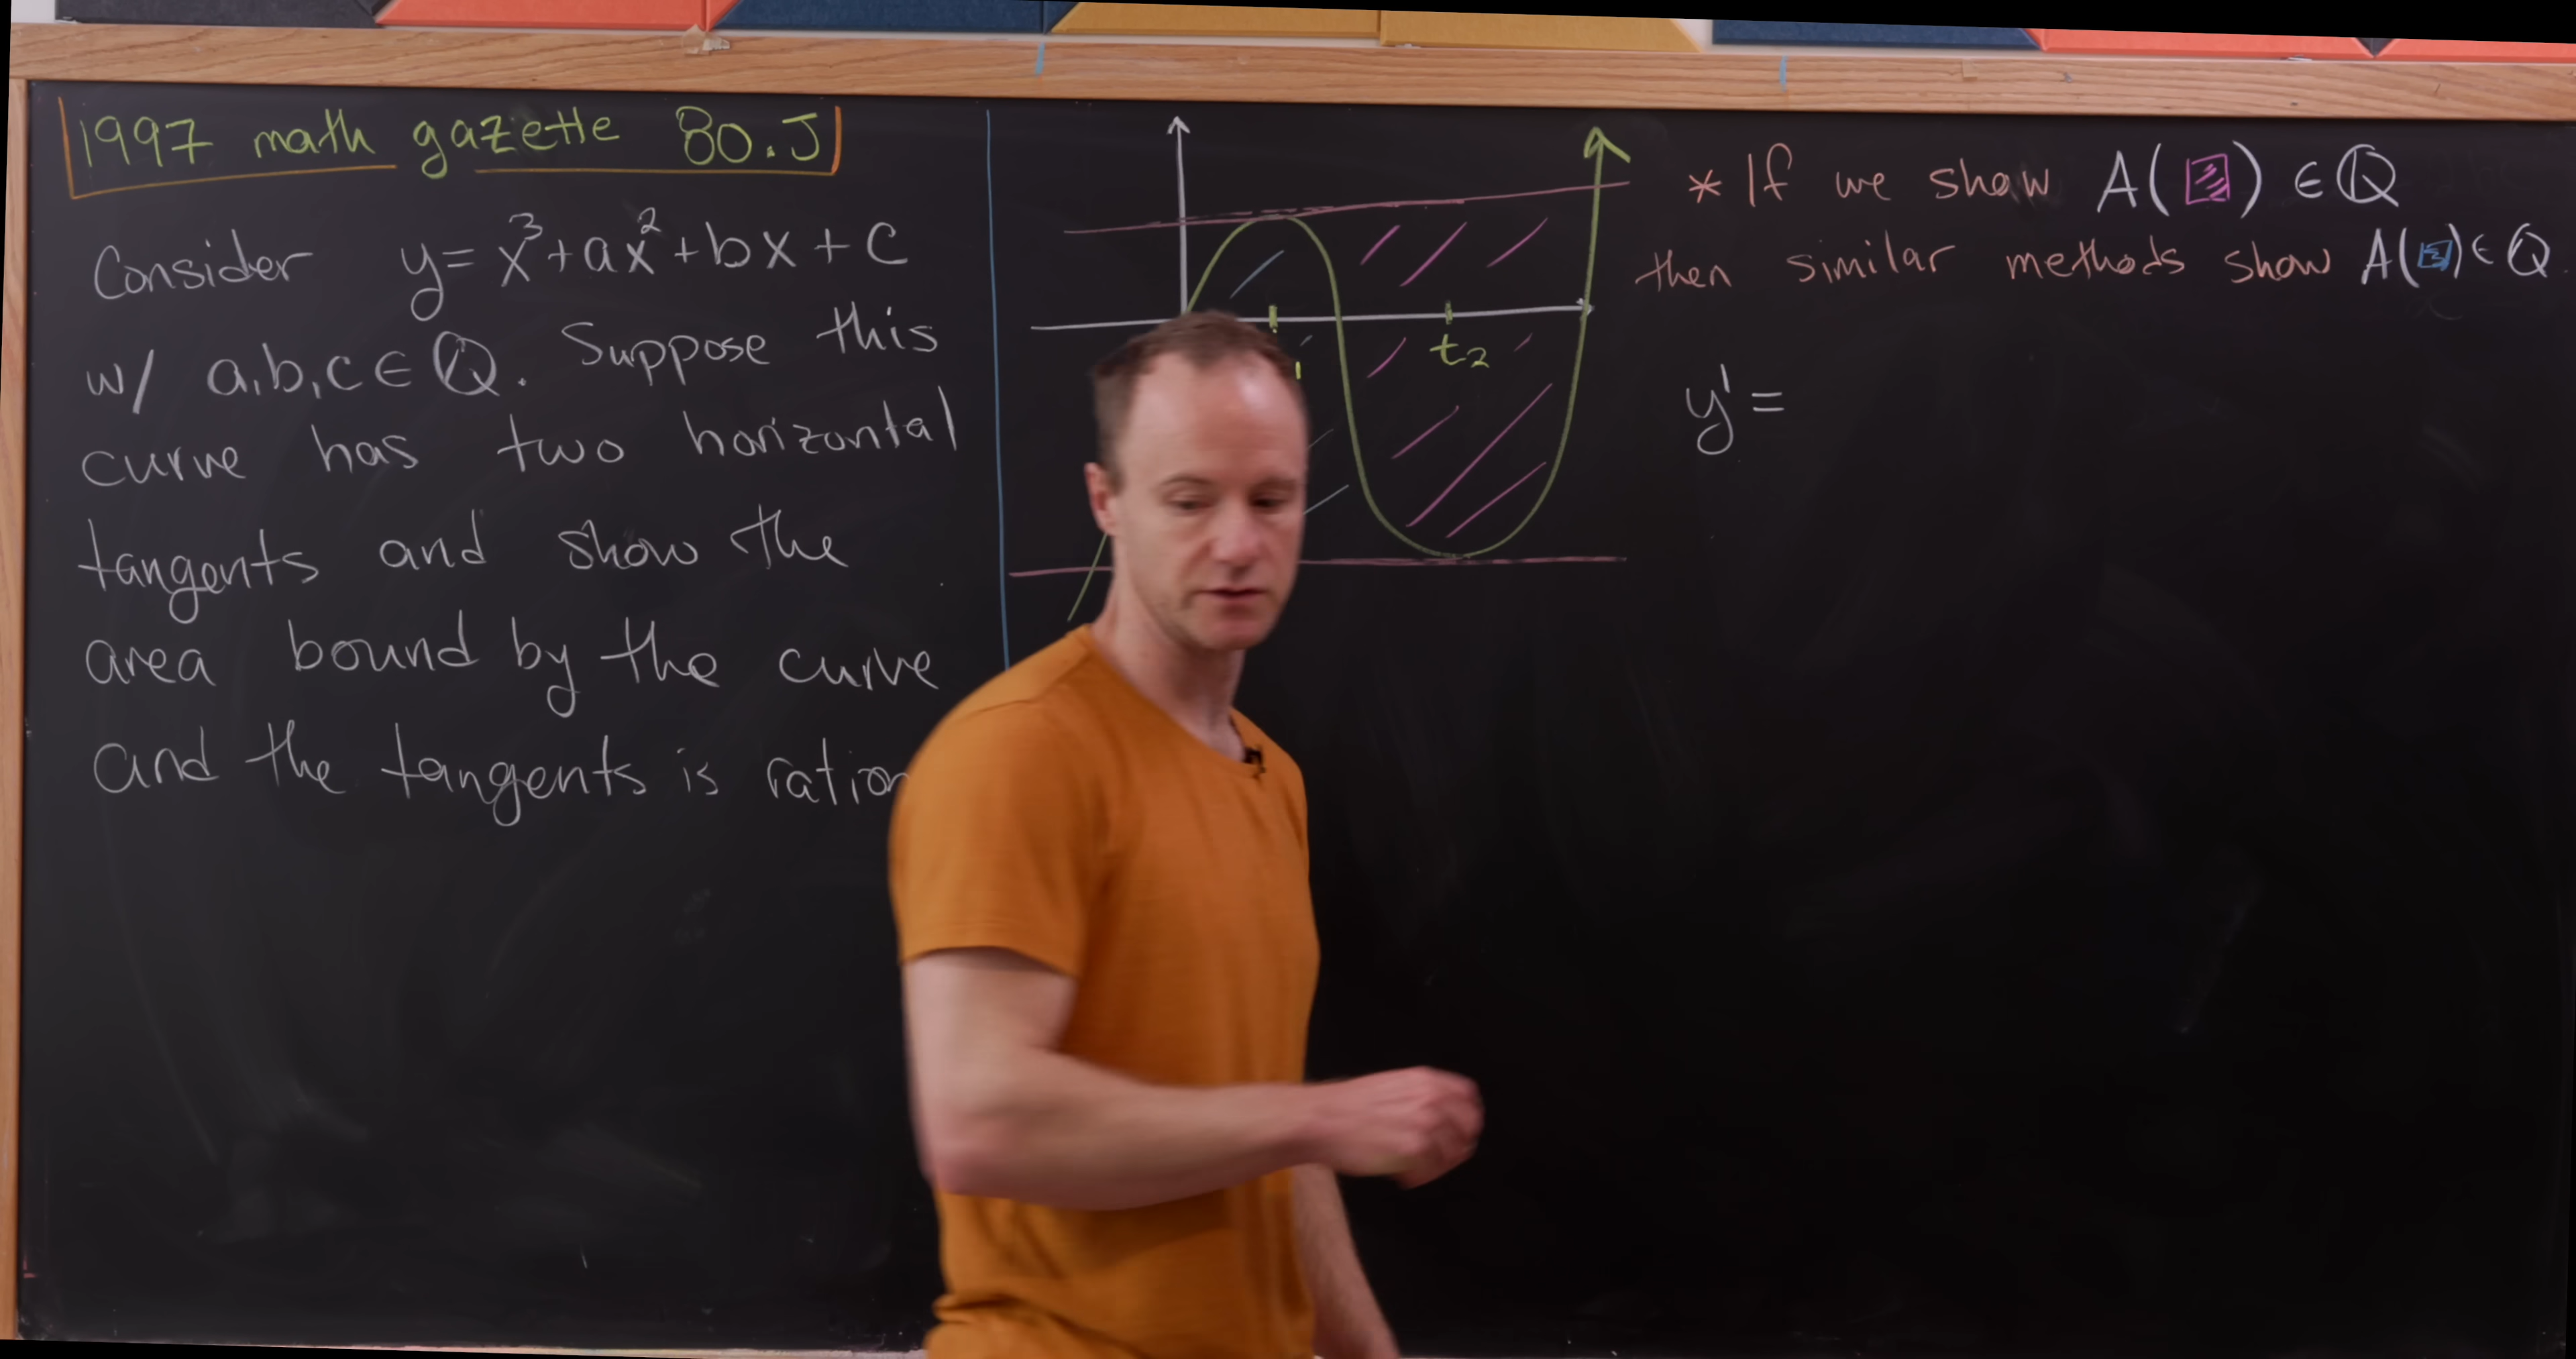 1997 math gazette 80.J
Consider y = x³ + ax² + bx + c
w/ a,b,c ∈ ℚ. Suppose this
curve has two horizontal
tangents and show the
area bound by the curve
and the tangents is ration
t₂
* If we show A( ) ∈ ℚ
then similar methods show A( ) ∈ ℚ
y' =